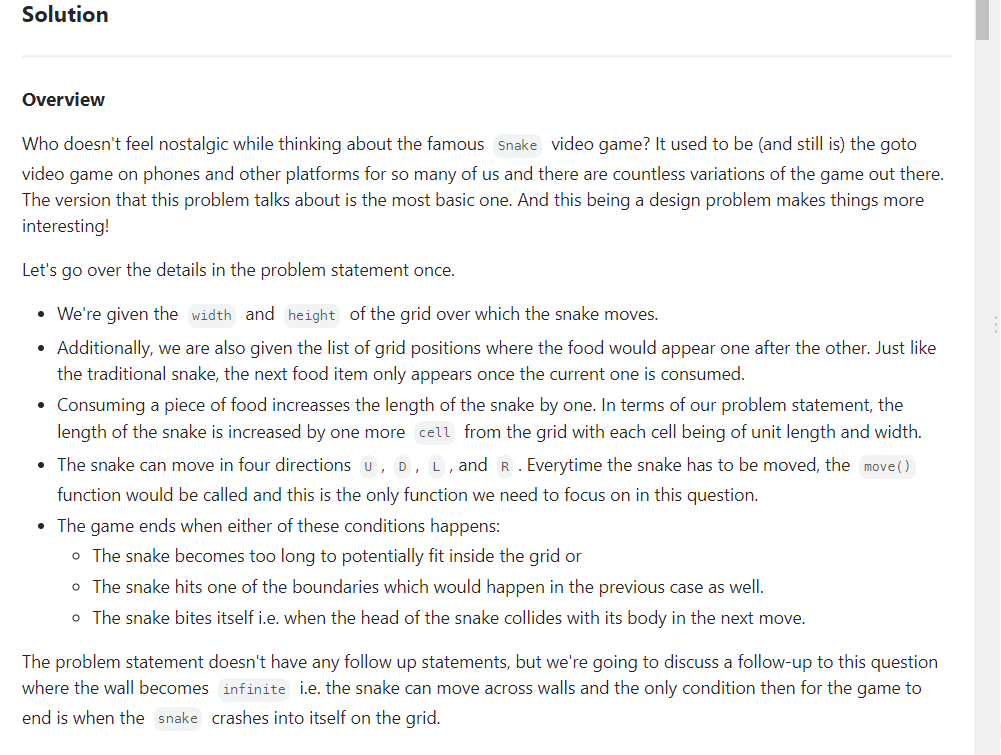 Solution
Overview
Who doesn't feel nostalgic while thinking about the famous Snake video game? It used to be (and still is) the goto
video game on phones and other platforms for so many of us and there are countless variations of the game out there.
The version that this problem talks about is the most basic one. And this being a design problem makes things more
interesting!
Let's go over the details in the problem statement once.
• We're given the width and height of the grid over which the snake moves.
• Additionally, we are also given the list of grid positions where the food would appear one after the other. Just like
the traditional snake, the next food item only appears once the current one is consumed.
• Consuming a piece of food increasses the length of the snake by one. In terms of our problem statement, the
length of the snake is increased by one more cell from the grid with each cell being of unit length and width.
• The snake can move in four directions U , D , L , and R . Everytime the snake has to be moved, the move()
function would be called and this is the only function we need to focus on in this question.
• The game ends when either of these conditions happens:
◦ The snake becomes too long to potentially fit inside the grid or
◦ The snake hits one of the boundaries which would happen in the previous case as well.
◦ The snake bites itself i.e. when the head of the snake collides with its body in the next move.
The problem statement doesn't have any follow up statements, but we're going to discuss a follow-up to this question
where the wall becomes infinite i.e. the snake can move across walls and the only condition then for the game to
end is when the snake crashes into itself on the grid.